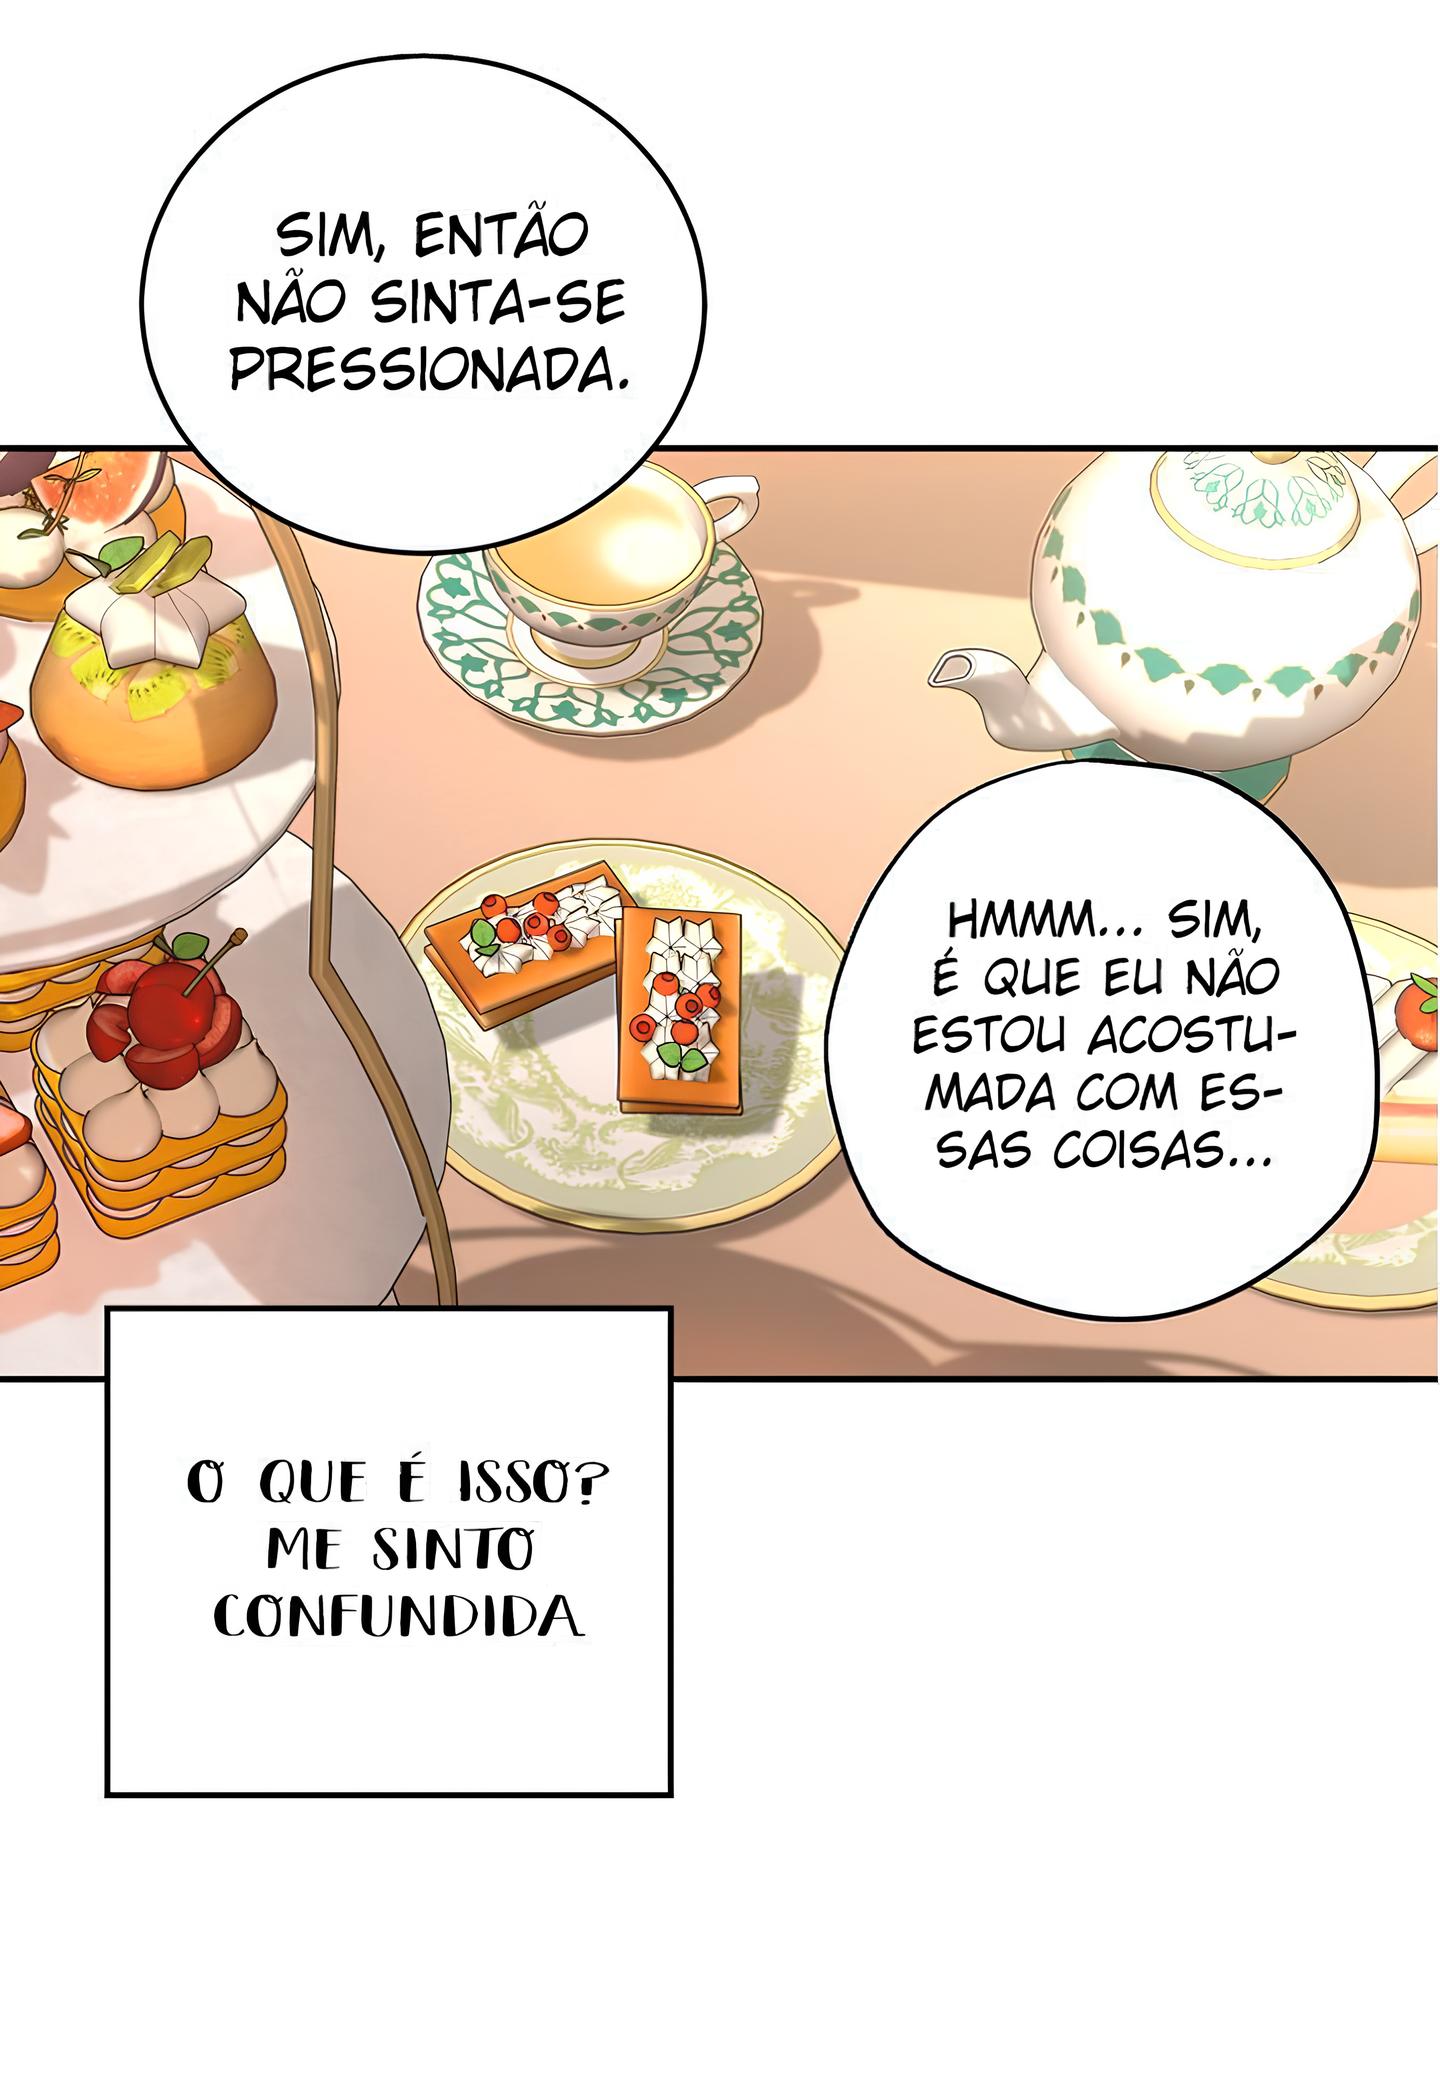 SIM, ENTÃO
NÃO SINTA-SE
PRESSIONADA.
HMMM... SIM,
É QUE EU NÃO
ESTOU ACOSTU-
MADA COM ES-
SAS COISAS...
O QUE É ISSO?
ME SINTO
CONFUNDIDA